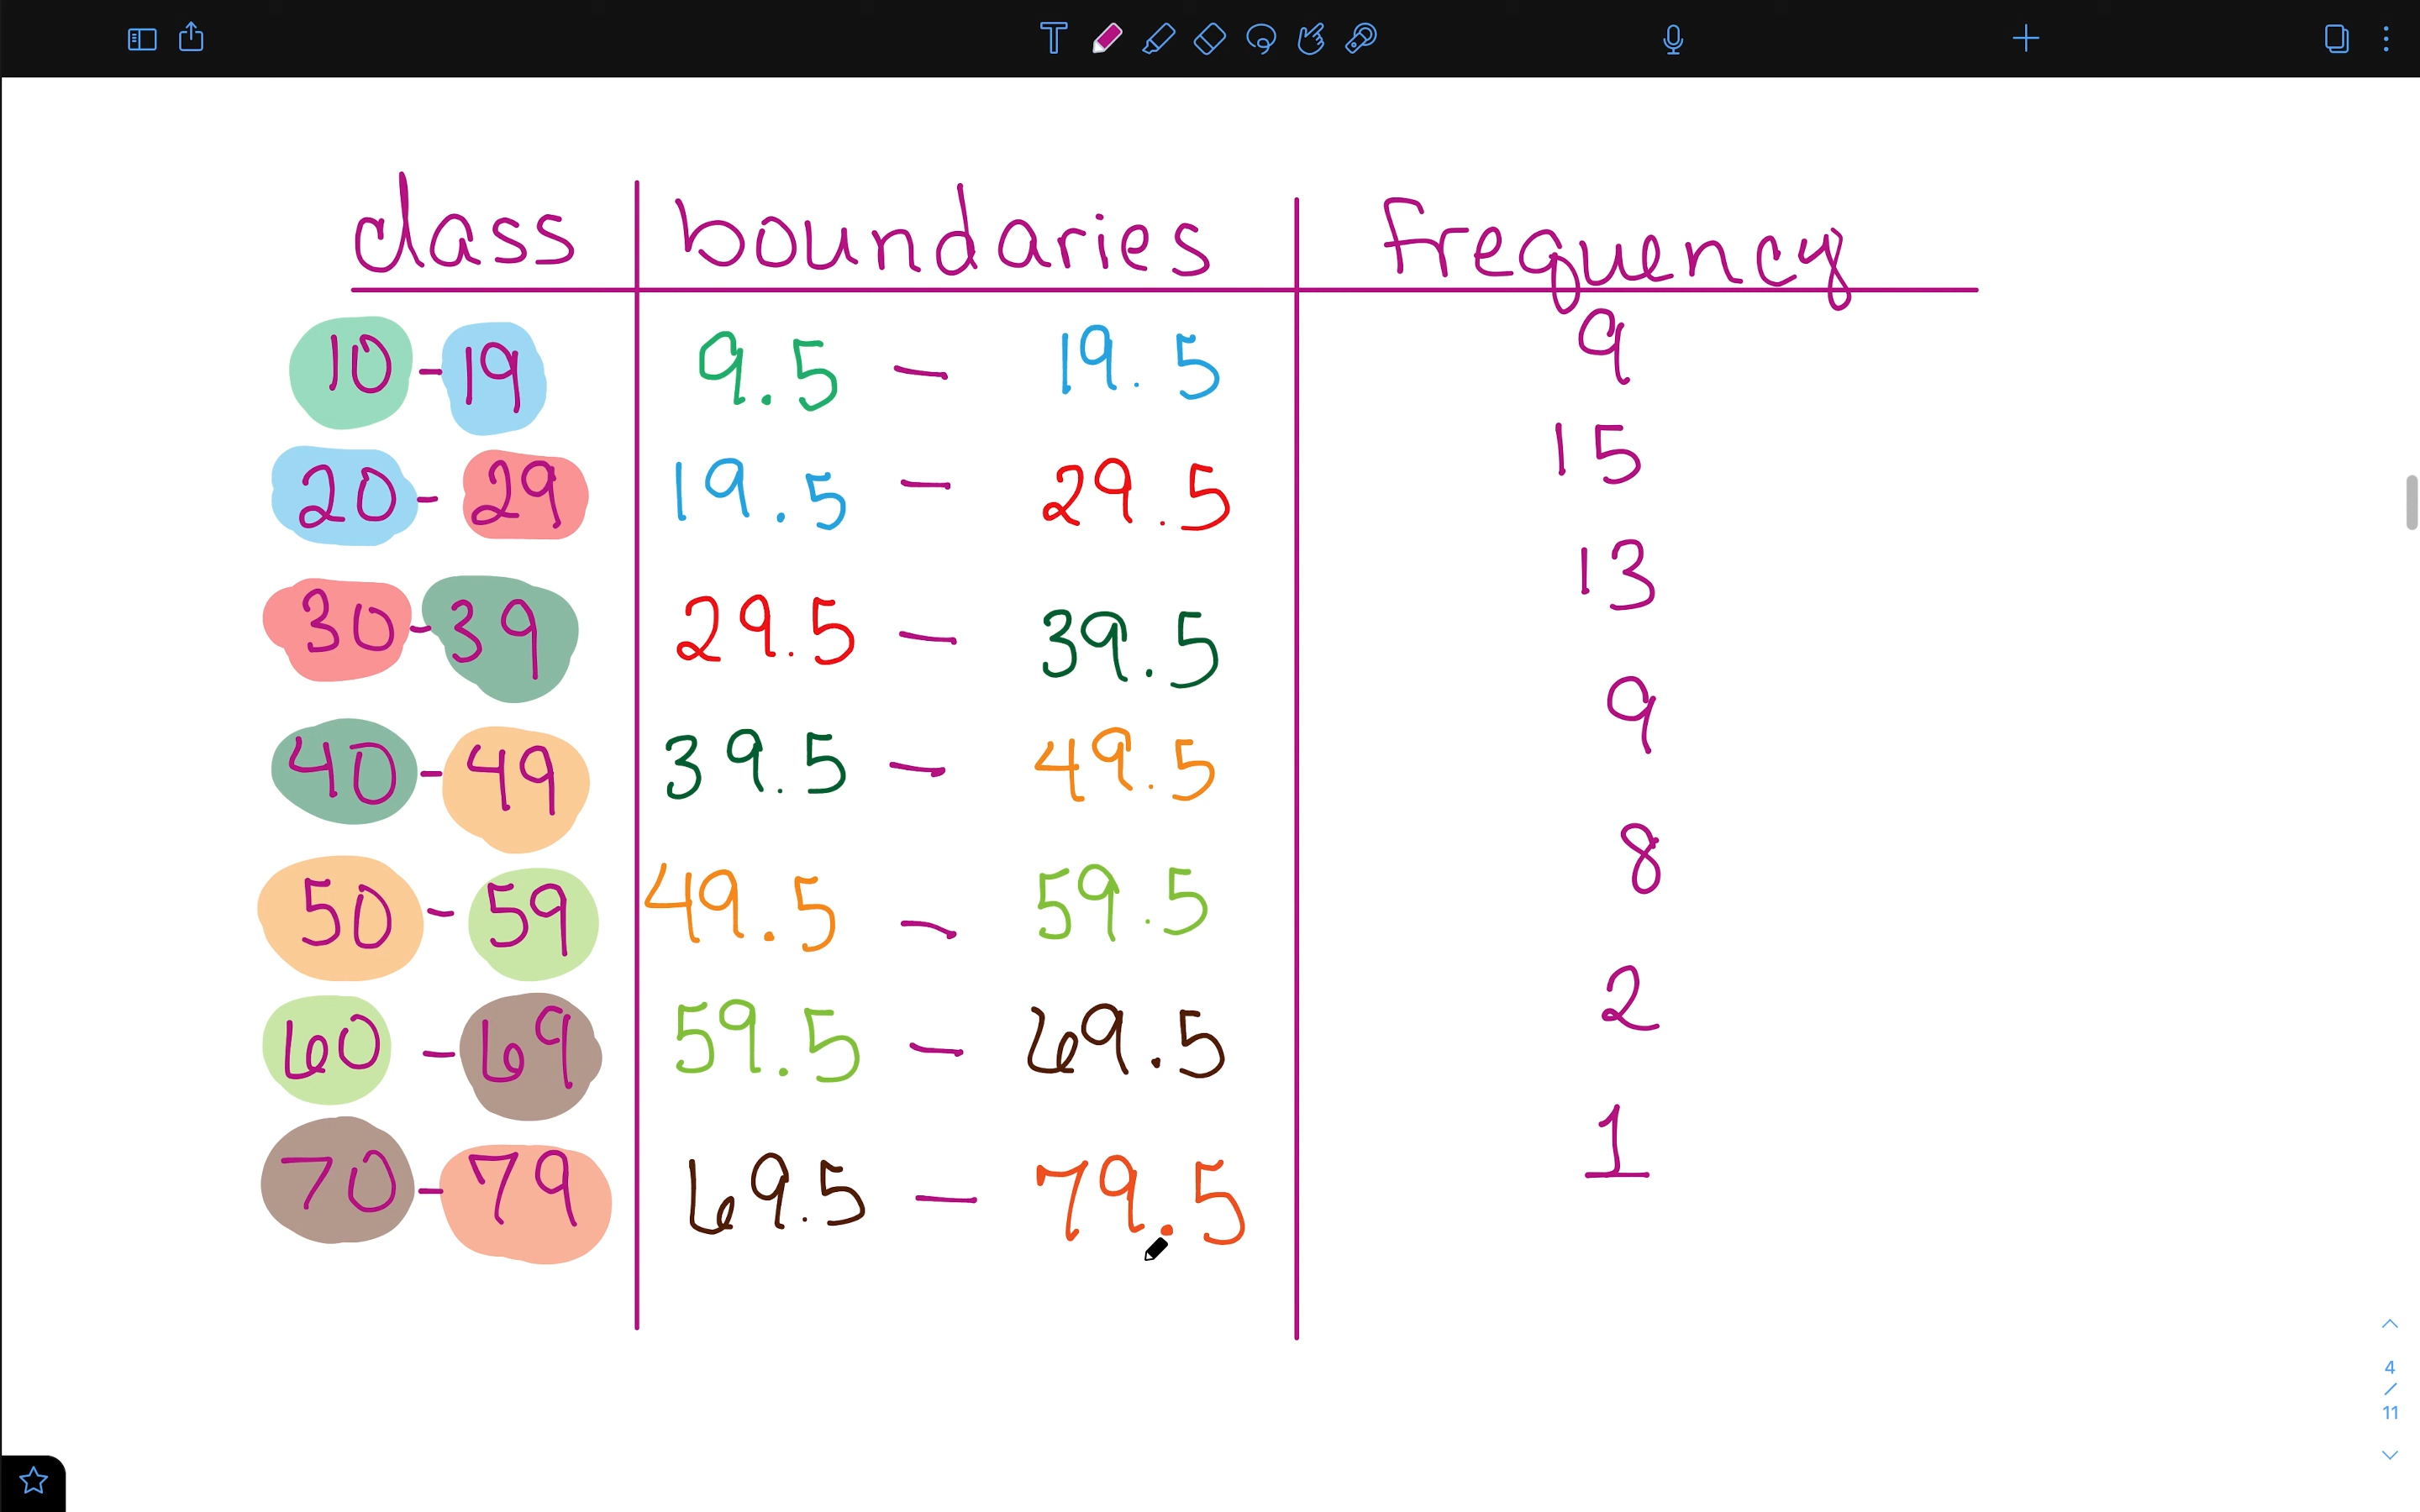 class boundaries frequency
10 - 19 9.5 - 19.5 9
20 - 29 19.5 - 29.5 15
30 - 39 29.5 - 39.5 13
40 - 49 39.5 - 49.5 9
50 - 59 49.5 - 59.5 8
60 - 69 59.5 - 69.5 2
70 - 79 69.5 - 79.5 1
4
/
11